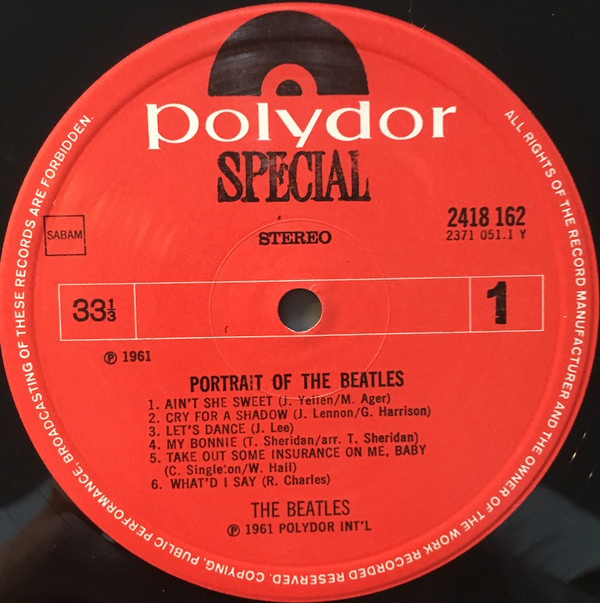 polydor
SPECIAL
SABAM
STEREO
2418 162
2371 051.1 Y
33 1/3
1
℗ 1961
PORTRAIT OF THE BEATLES
1. AIN'T SHE SWEET (J. Yellen/M. Ager)
2. CRY FOR A SHADOW (J. Lennon/G. Harrison)
3. LET'S DANCE (J. Lee)
4. MY BONNIE (T. Sheridan/arr. T. Sheridan)
5. TAKE OUT SOME INSURANCE ON ME, BABY
(C. Singleton/W. Hall)
6. WHAT'D I SAY (R. Charles)
THE BEATLES
℗ 1961 POLYDOR INT'L
ALL RIGHTS OF THE RECORD MANUFACTURER AND THE OWNER OF THE WORK RECORDED RESERVED. COPYING, PUBLIC PERFORMANCE, BROADCASTING OF THESE RECORDS ARE FORBIDDEN.